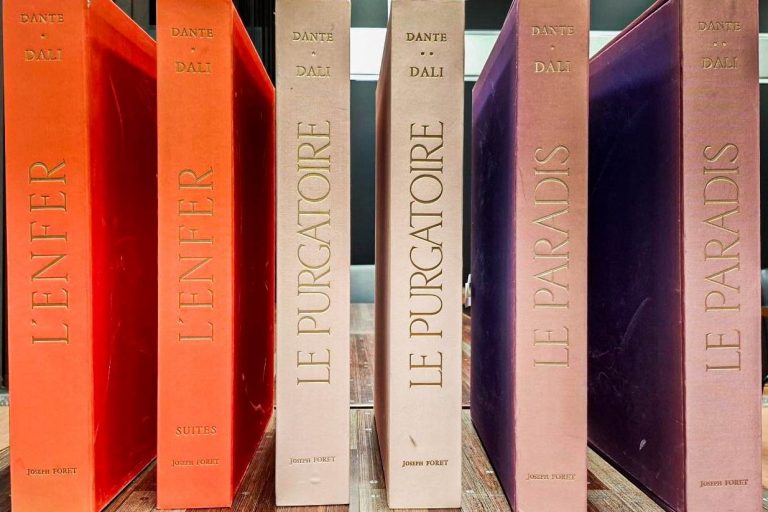 DANTE
•
DALI
L'ENFER
DANTE
•
DALI
L'ENFER
SUITES
JOSEPH FORET
DANTE
•
DALI
LE PURGATOIRE
JOSEPH FORET
DANTE
••
DALI
LE PURGATOIRE
JOSEPH FORET
DANTE
•
DALI
LE PARADIS
JOSEPH FORET
DANTE
••
DALI
LE PARADIS
JOSEPH FORET
JOSEPH FORET